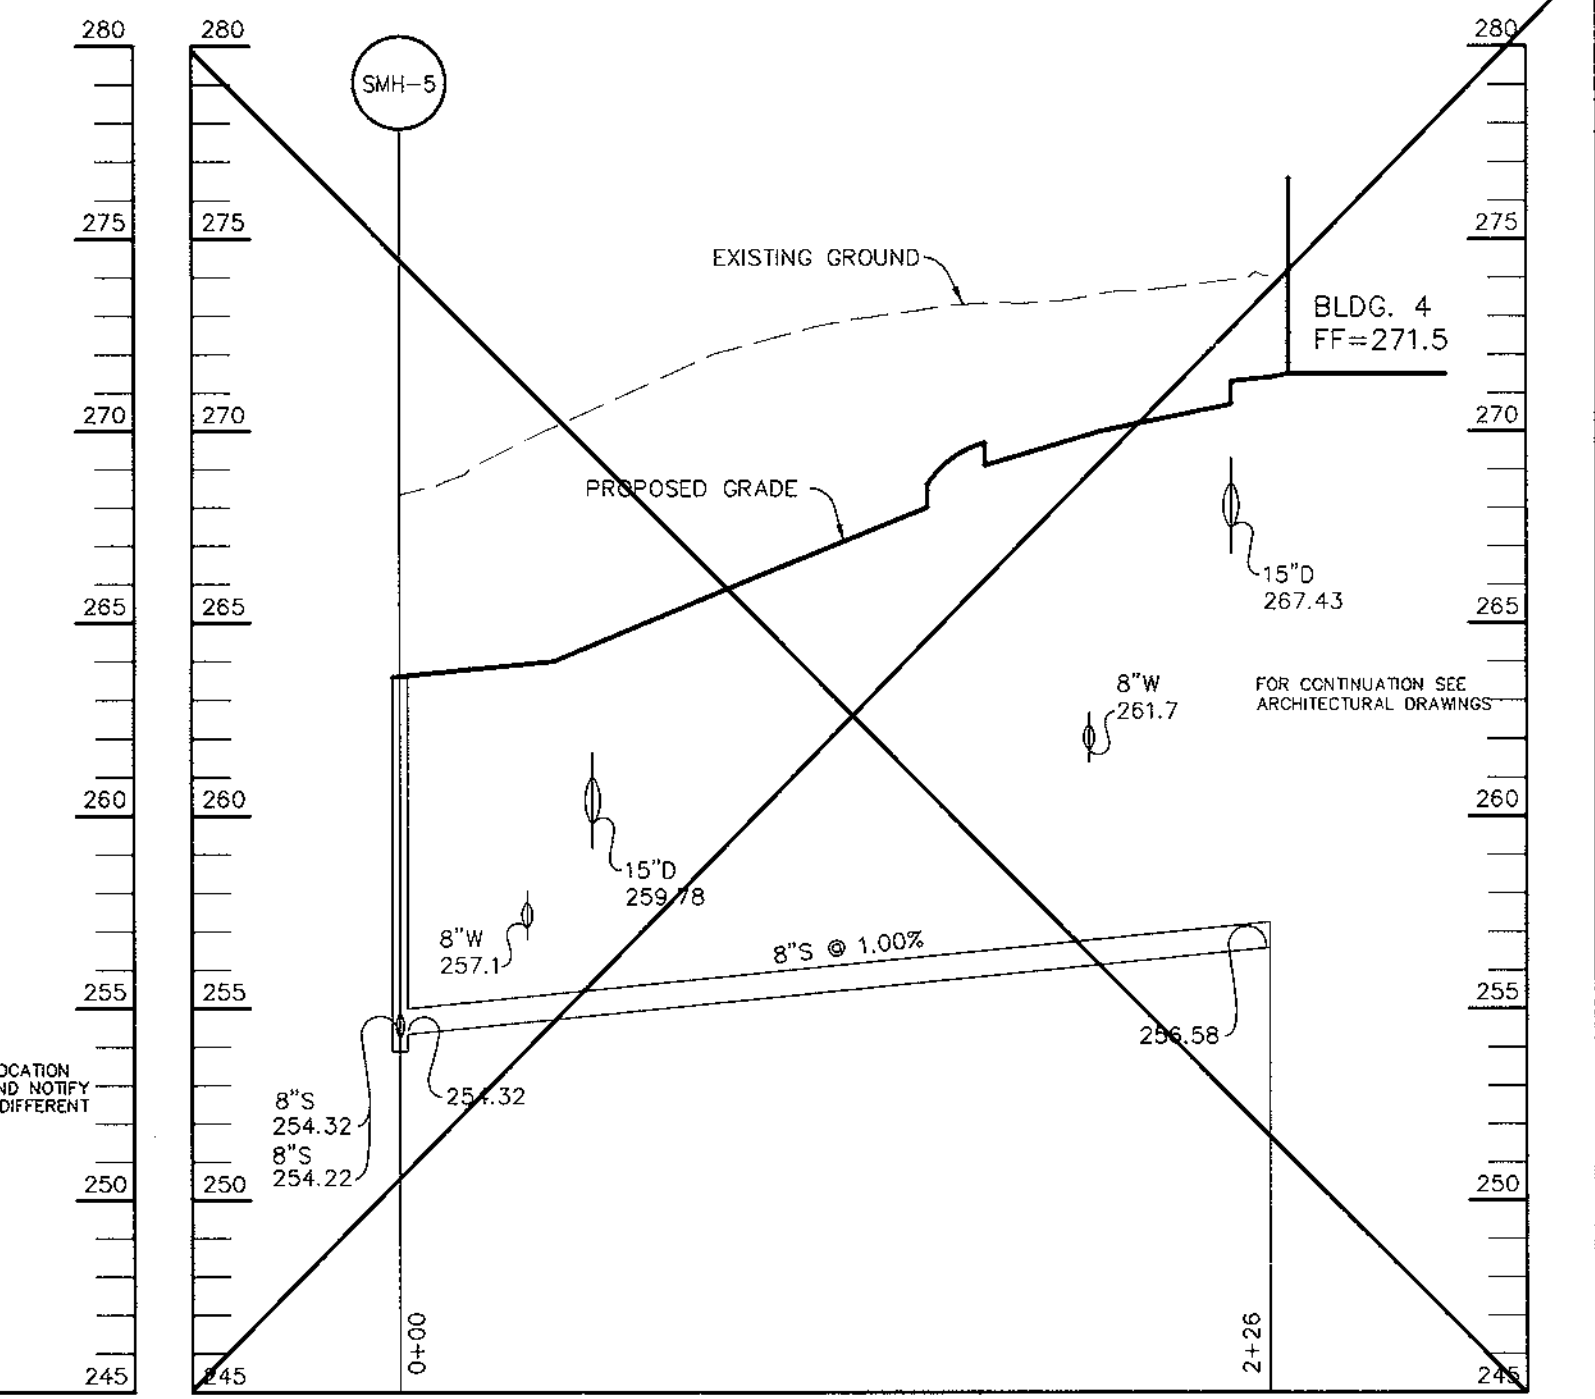 280
275
270
265
260
255
250
245
OCATION
ND NOTIFY
DIFFERENT
280
275
270
265
260
255
250
245
SMH-5
EXISTING GROUND
BLDG. 4
FF=271.5
PROPOSED GRADE
15"D
267.43
8"W
261.7
FOR CONTINUATION SEE
ARCHITECTURAL DRAWINGS
15"D
259.78
8"W
257.1
8"S @ 1.00%
256.58
254.32
8"S
254.32
8"S
254.22
0+00
2+26
280
275
270
265
260
255
250
245